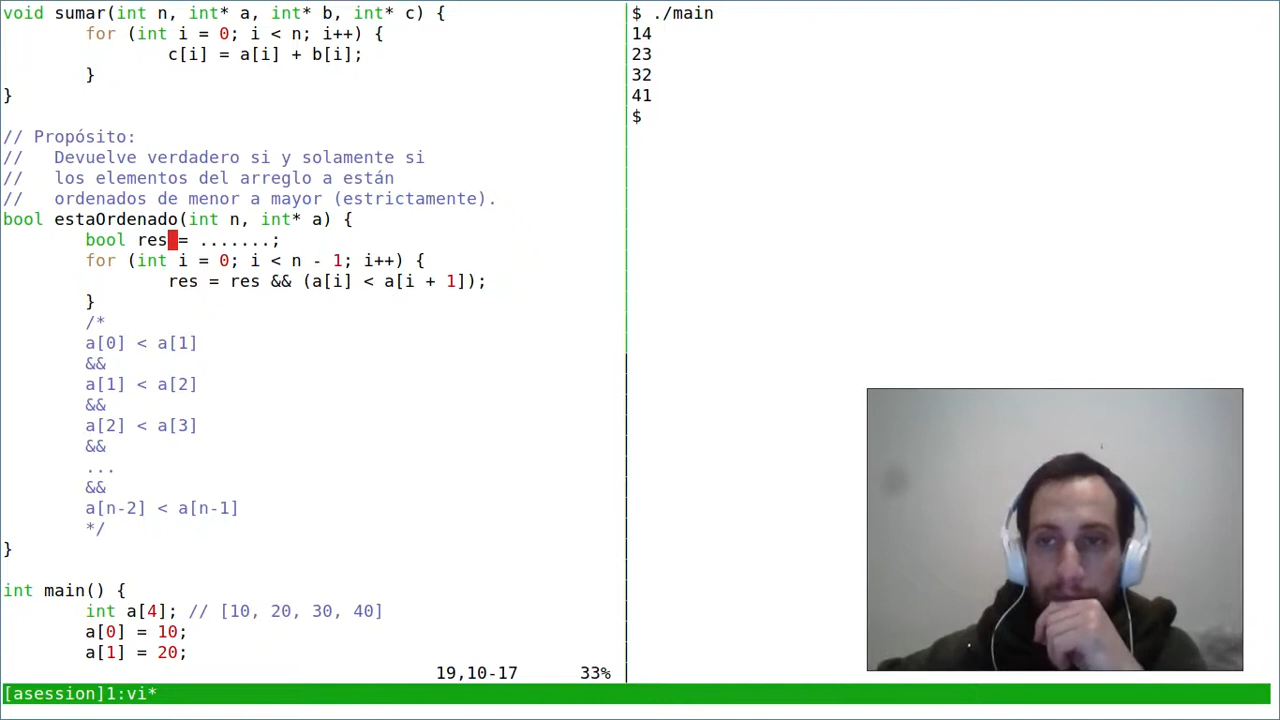 void sumar(int n, int* a, int* b, int* c) {
        for (int i = 0; i < n; i++) {
                c[i] = a[i] + b[i];
        }
}

// Propósito:
//   Devuelve verdadero si y solamente si
//   los elementos del arreglo a están
//   ordenados de menor a mayor (estrictamente).
bool estaOrdenado(int n, int* a) {
        bool res = .......;
        for (int i = 0; i < n - 1; i++) {
                res = res && (a[i] < a[i + 1]);
        }
        /*
        a[0] < a[1]
        &&
        a[1] < a[2]
        &&
        a[2] < a[3]
        &&
        ...
        &&
        a[n-2] < a[n-1]
        */
}

int main() {
        int a[4]; // [10, 20, 30, 40]
        a[0] = 10;
        a[1] = 20;
19,10-17      33%
$ ./main
14
23
32
41
$
[asession]1:vi*